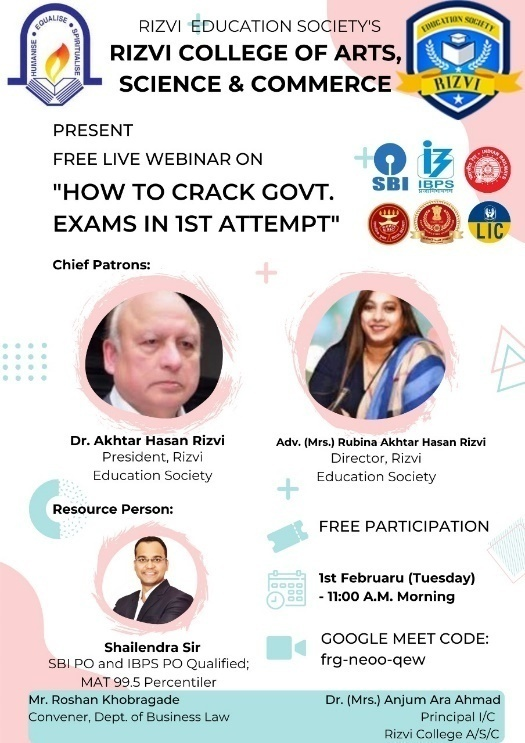 HUMANISE • EQUALISE • SPIRITUALISE
RIZVI EDUCATION SOCIETY'S
RIZVI COLLEGE OF ARTS,
SCIENCE & COMMERCE
EDUCATION SOCIETY
RIZVI
PRESENT
FREE LIVE WEBINAR ON
"HOW TO CRACK GOVT.
EXAMS IN 1ST ATTEMPT"
SBI
IBPS
INDIAN RAILWAYS
LIC
Chief Patrons:
Dr. Akhtar Hasan Rizvi
President, Rizvi
Education Society
Adv. (Mrs.) Rubina Akhtar Hasan Rizvi
Director, Rizvi
Education Society
Resource Person:
Shailendra Sir
SBI PO and IBPS PO Qualified;
MAT 99.5 Percentiler
FREE PARTICIPATION
1st Februaru (Tuesday)
- 11:00 A.M. Morning
GOOGLE MEET CODE:
frg-neoo-qew
Mr. Roshan Khobragade
Convener, Dept. of Business Law
Dr. (Mrs.) Anjum Ara Ahmad
Principal I/C
Rizvi College A/S/C